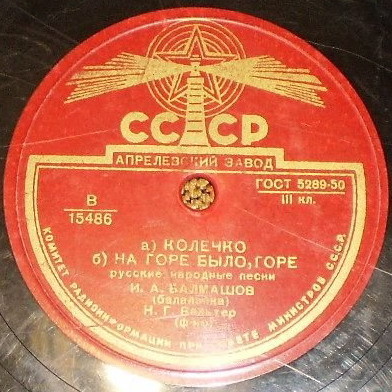 СССР
АПРЕЛЕВСКИЙ ЗАВОД
В
15486
ГОСТ 5289-50
III кл.
а) КОЛЕЧКО
б) НА ГОРЕ БЫЛО, ГОРЕ
русские народные песни
И. А. БАЛМАШОВ
(балалайка)
Н. Г. Вальтер
(ф-но)
КОМИТЕТ РАДИОИНФОРМАЦИИ ПРИ СОВЕТЕ МИНИСТРОВ С.С.С.Р.